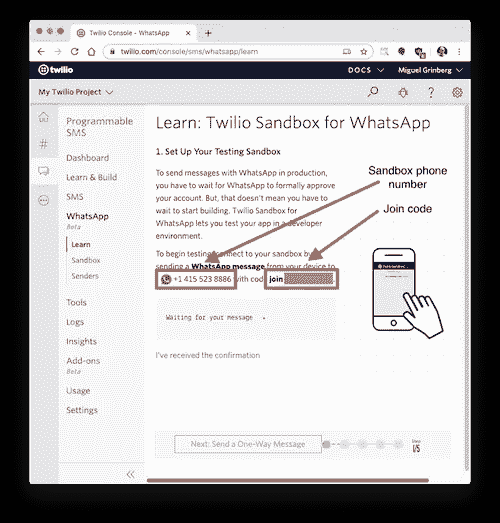 Twilio Console - WhatsApp
twilio.com/console/sms/whatsapp/learn
twilio
DOCS
Miguel Grinberg
My Twilio Project
Programmable
SMS
Dashboard
Learn & Build
SMS
WhatsApp
Beta
Learn
Sandbox
Senders
Tools
Logs
Insights
Add-ons
Beta
Usage
Settings
Learn: Twilio Sandbox for WhatsApp
1. Set Up Your Testing Sandbox
To send messages with WhatsApp in production,
you have to wait for WhatsApp to formally approve
your account. But, that doesn't mean you have to
wait to start building. Twilio Sandbox for
WhatsApp lets you test your app in a developer
environment.
To begin testing, connect to your sandbox by
sending a WhatsApp message from your device to
+1 415 523 8886 with code join
Waiting for your message
I've received the confirmation
Sandbox phone
number
Join code
Next: Send a One-Way Message
Step
1/5